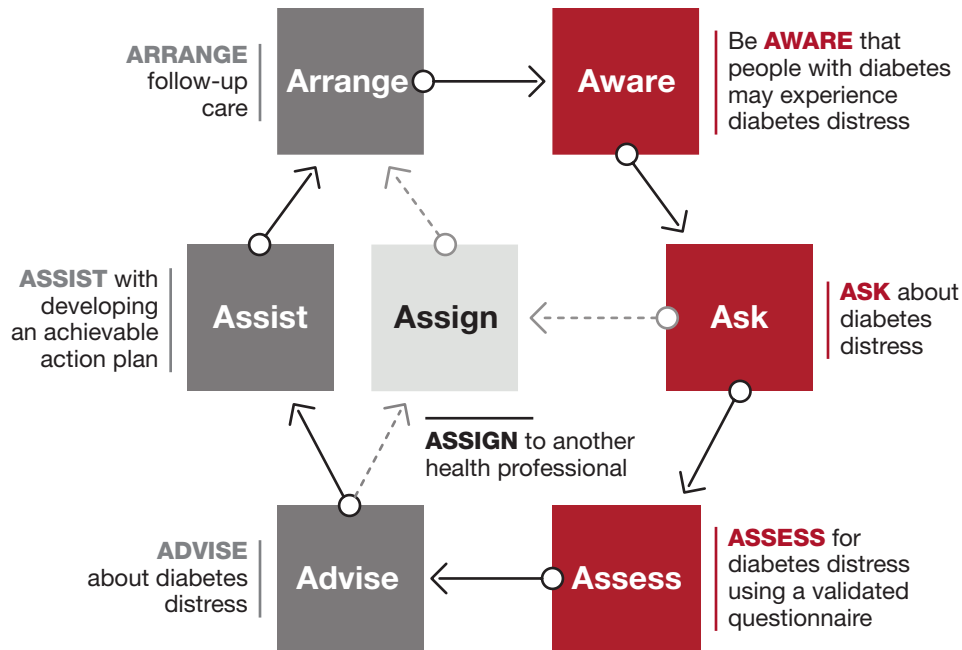 ARRANGE
follow-up
care
Arrange
Aware
Be AWARE that
people with diabetes
may experience
diabetes distress
ASSIST with
developing
an achievable
action plan
Assist
Assign
Ask
ASK about
diabetes
distress
ASSIGN to another
health professional
ADVISE
about diabetes
distress
Advise
Assess
ASSESS for
diabetes distress
using a validated
questionnaire